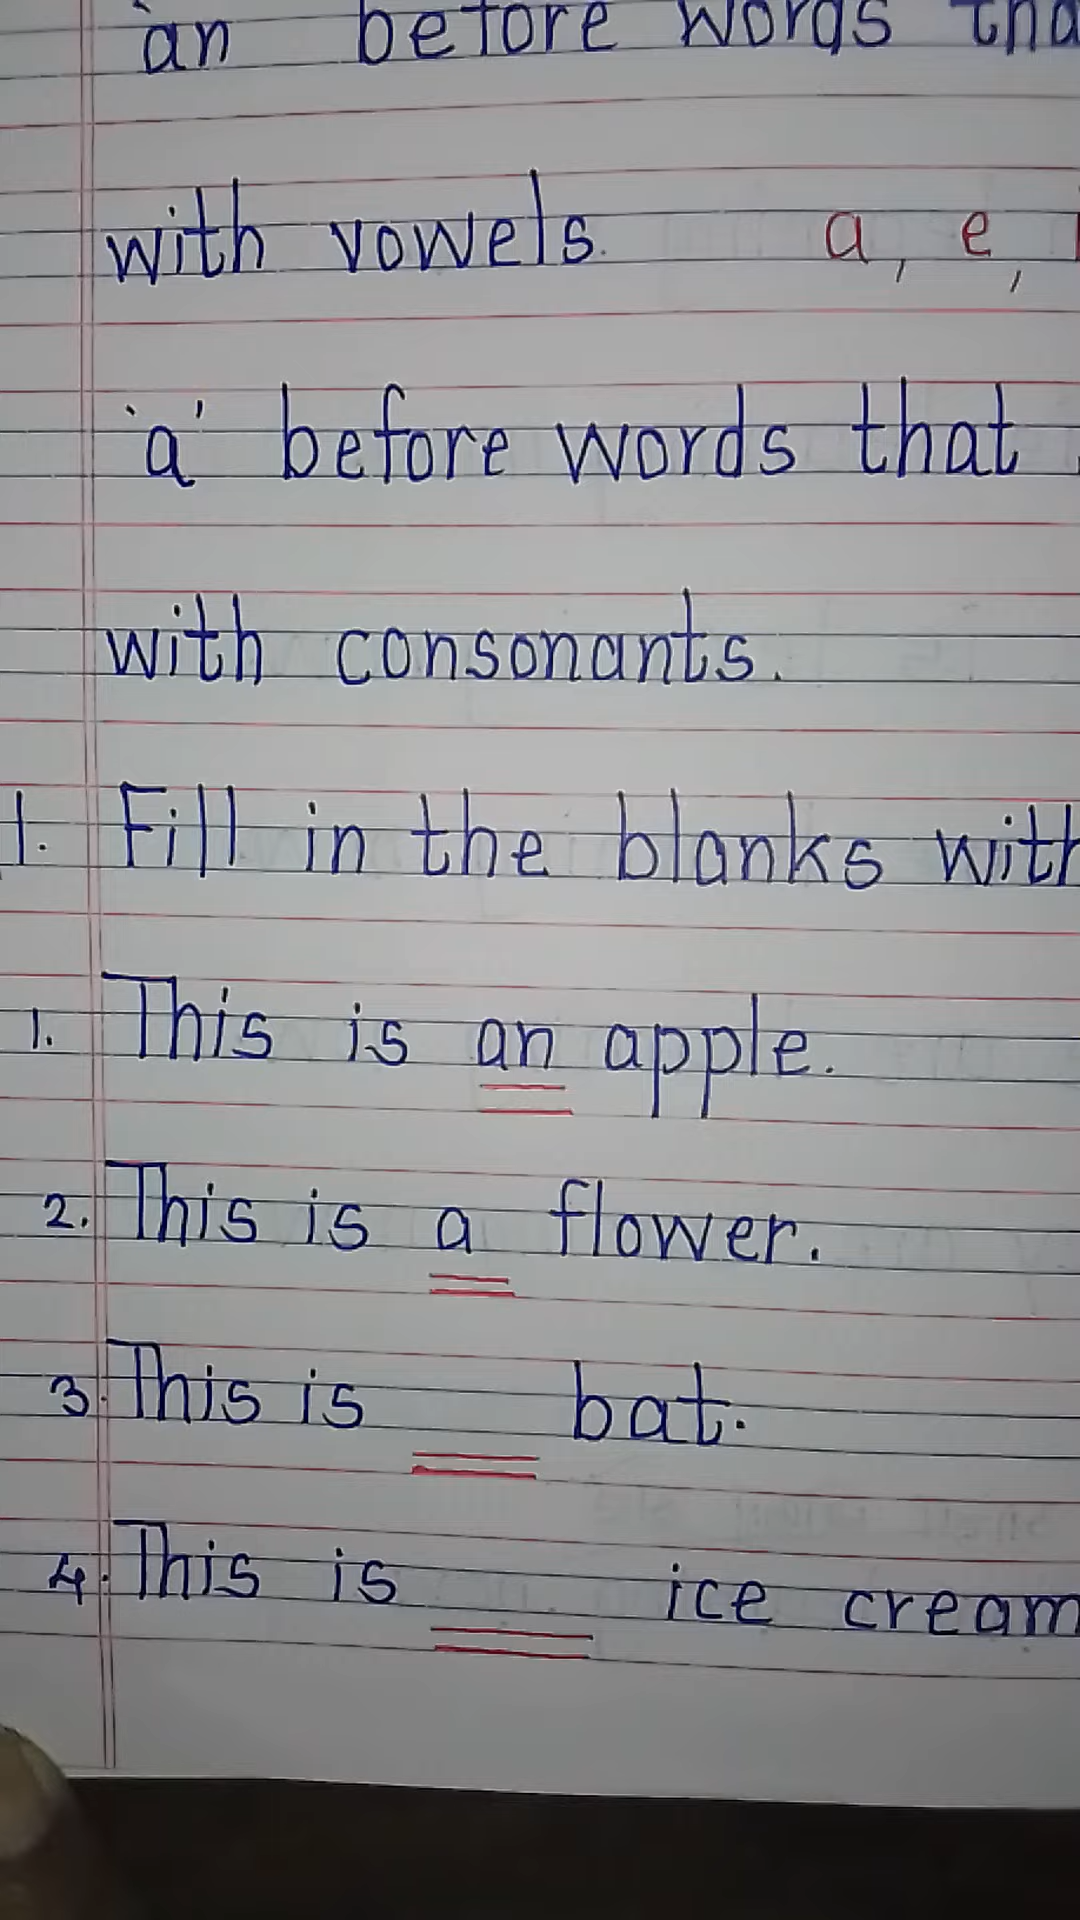 'an before words
with vowels. a, e,
'a' before words that
with consonants.
1. Fill in the blanks with
1. This is an apple.
2. This is a flower.
3. This is bat.
4. This is ice cream